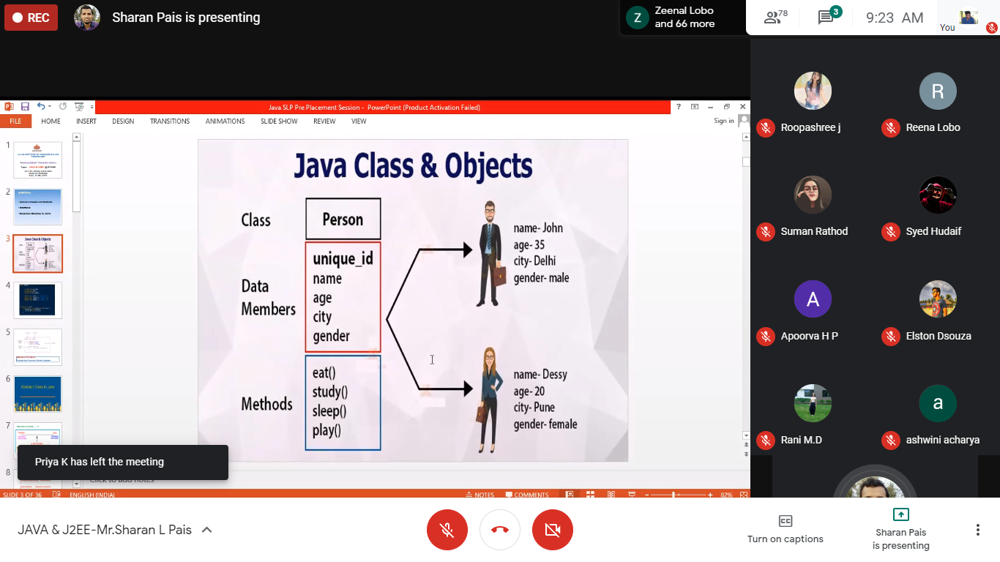 REC
Sharan Pais is presenting
Z
Zeenal Lobo
and 66 more
78
3
9:23 AM
You
Java SLP Pre Placement Session - PowerPoint (Product Activation Failed)
?
FILE
HOME
INSERT
DESIGN
TRANSITIONS
ANIMATIONS
SLIDE SHOW
REVIEW
VIEW
Sign in
1
2
3
4
5
6
7
8
Java Class & Objects
Class
Person
Data
Members
unique_id
name
age
city
gender
Methods
eat()
study()
sleep()
play()
name- John
age- 35
city- Delhi
gender- male
name- Dessy
age- 20
city- Pune
gender- female
Abstract Class in Java
Priya K has left the meeting
Click to add notes
SLIDE 3 OF 36
ENGLISH (INDIA)
NOTES
COMMENTS
82%
Roopashree j
R
Reena Lobo
Suman Rathod
Syed Hudaif
A
Apoorva H P
Elston Dsouza
Rani M.D
a
ashwini acharya
JAVA & J2EE-Mr.Sharan L Pais
CC
Turn on captions
Sharan Pais
is presenting